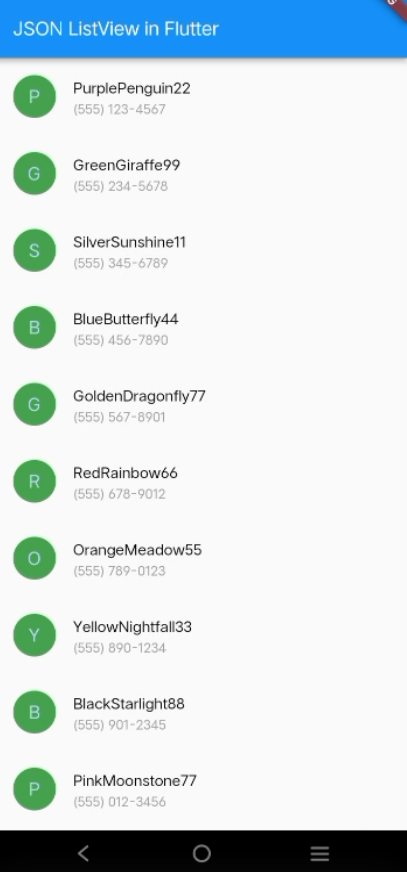 JSON ListView in Flutter
P
PurplePenguin22
(555) 123-4567
G
GreenGiraffe99
(555) 234-5678
S
SilverSunshine11
(555) 345-6789
B
BlueButterfly44
(555) 456-7890
G
GoldenDragonfly77
(555) 567-8901
R
RedRainbow66
(555) 678-9012
O
OrangeMeadow55
(555) 789-0123
Y
YellowNightfall33
(555) 890-1234
B
BlackStarlight88
(555) 901-2345
P
PinkMoonstone77
(555) 012-3456